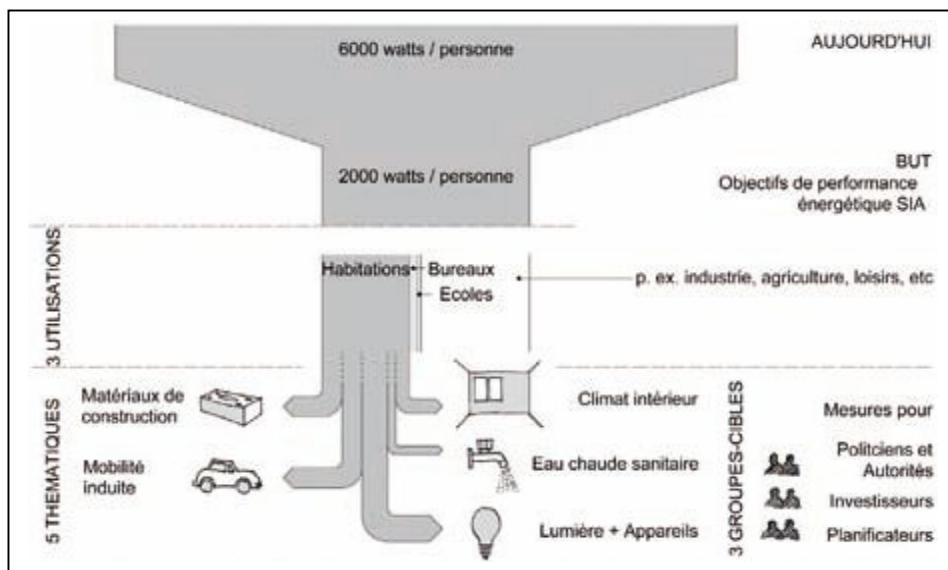 6000 watts / personne
AUJOURD'HUI
2000 watts / personne
BUT
Objectifs de performance
énergétique SIA
3 UTILISATIONS
Habitations
Bureaux
Ecoles
p. ex. industrie, agriculture, loisirs, etc
5 THEMATIQUES
Matériaux de
construction
Mobilité
induite
Climat intérieur
Eau chaude sanitaire
Lumière + Appareils
3 GROUPES-CIBLES
Mesures pour
Politciens et
Autorités
Investisseurs
Planificateurs